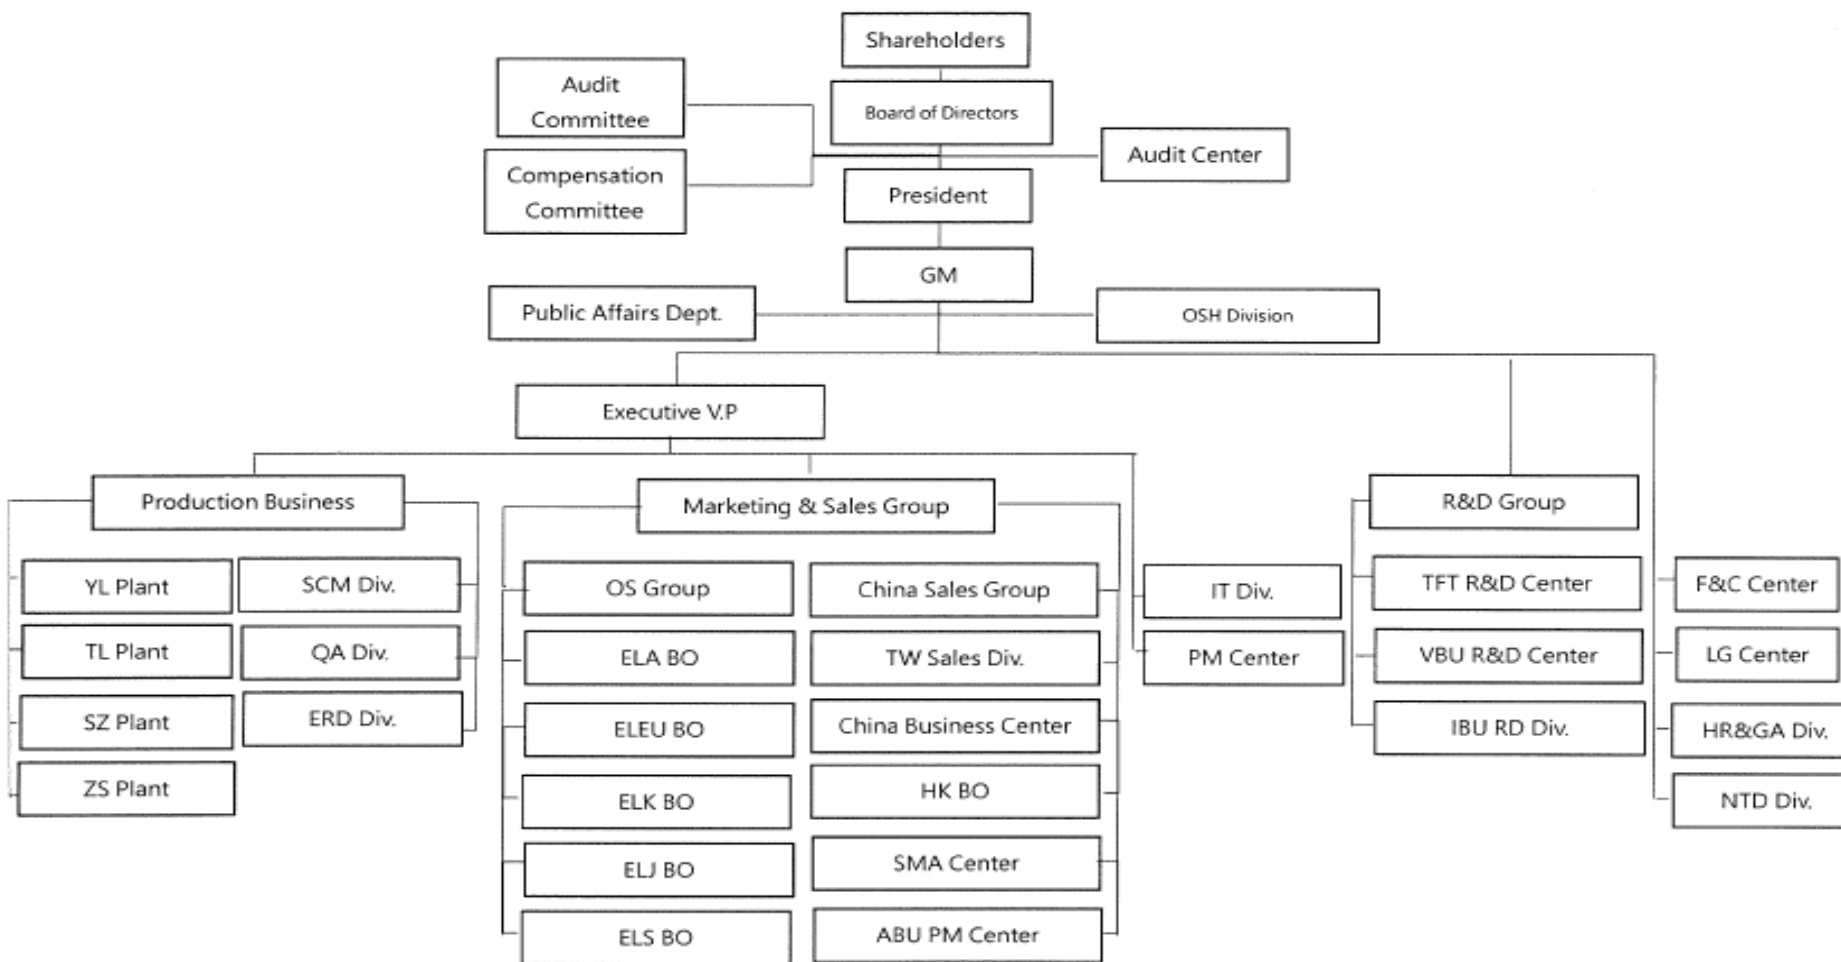 Shareholders
Audit
Committee
Board of Directors
Audit Center
Compensation
Committee
President
GM
Public Affairs Dept.
OSH Division
Executive V.P
Production Business
Marketing & Sales Group
R&D Group
YL Plant
SCM Div.
OS Group
China Sales Group
IT Div.
TFT R&D Center
F&C Center
TL Plant
QA Div.
ELA BO
TW Sales Div.
PM Center
VBU R&D Center
LG Center
SZ Plant
ERD Div.
ELEU BO
China Business Center
IBU RD Div.
HR&GA Div.
ZS Plant
ELK BO
HK BO
NTD Div.
ELJ BO
SMA Center
ELS BO
ABU PM Center